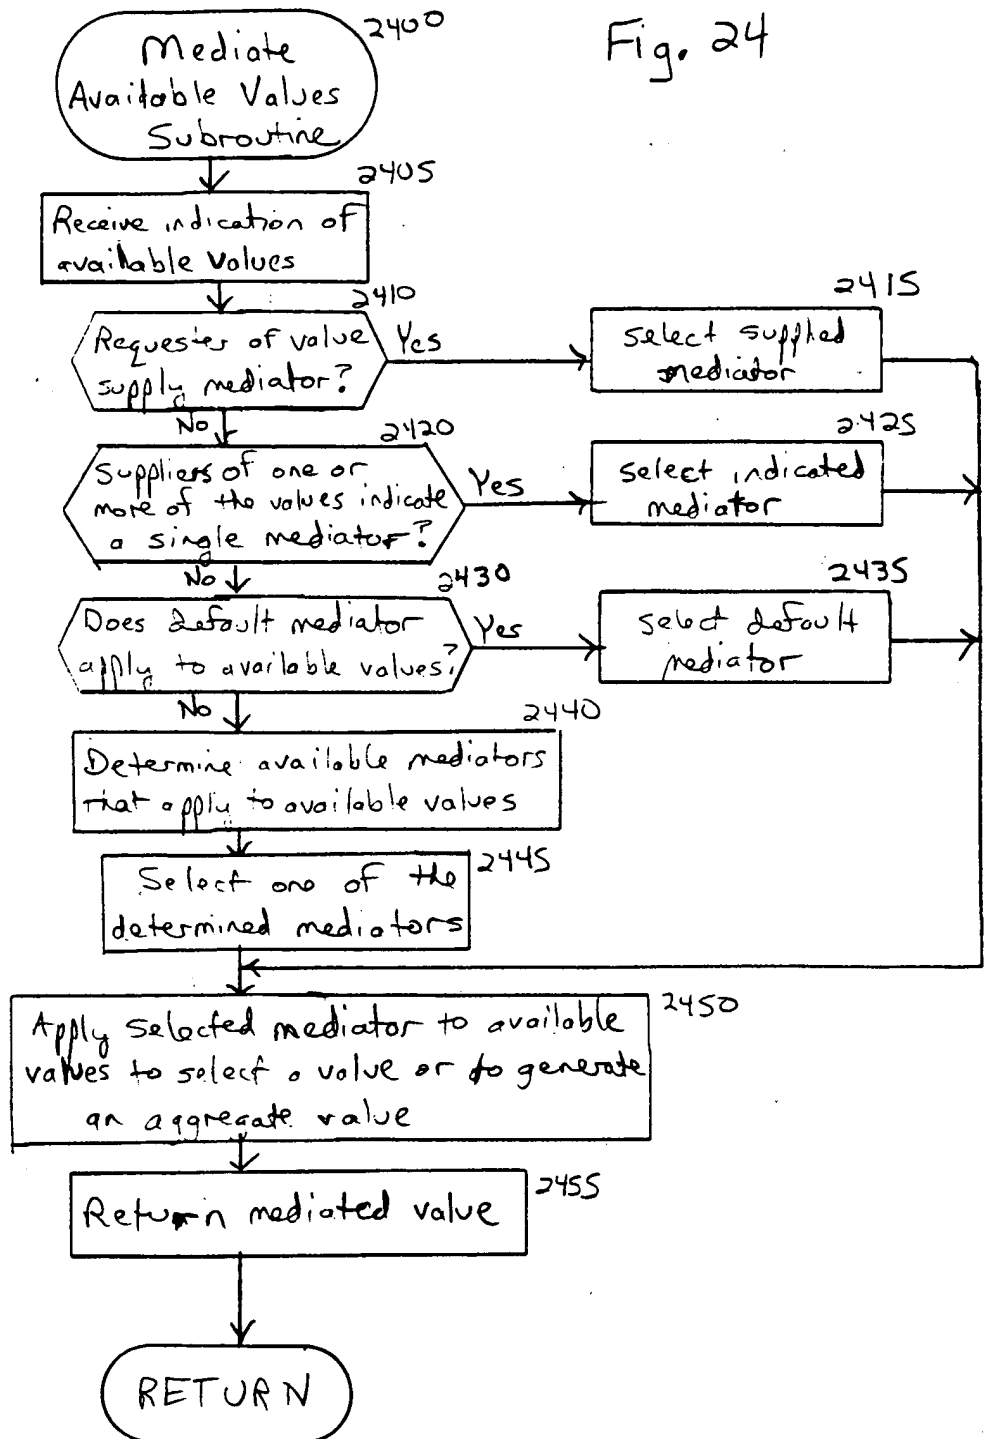 Fig. 24
2400
Mediate
Available Values
Subroutine
2405
Receive indication of
available values
2410
Requester of value
supply mediator?
Yes
2415
select supplied
mediator
No
2420
Suppliers of one or
more of the values indicate
a single mediator?
Yes
2425
select indicated
mediator
No
2430
Does default mediator
apply to available values?
Yes
2435
select default
mediator
No
2440
Determine available mediators
that apply to available values
2445
Select one of the
determined mediators
2450
Apply selected mediator to available
values to select a value or to generate
an aggregate value
2455
Return mediated value
RETURN